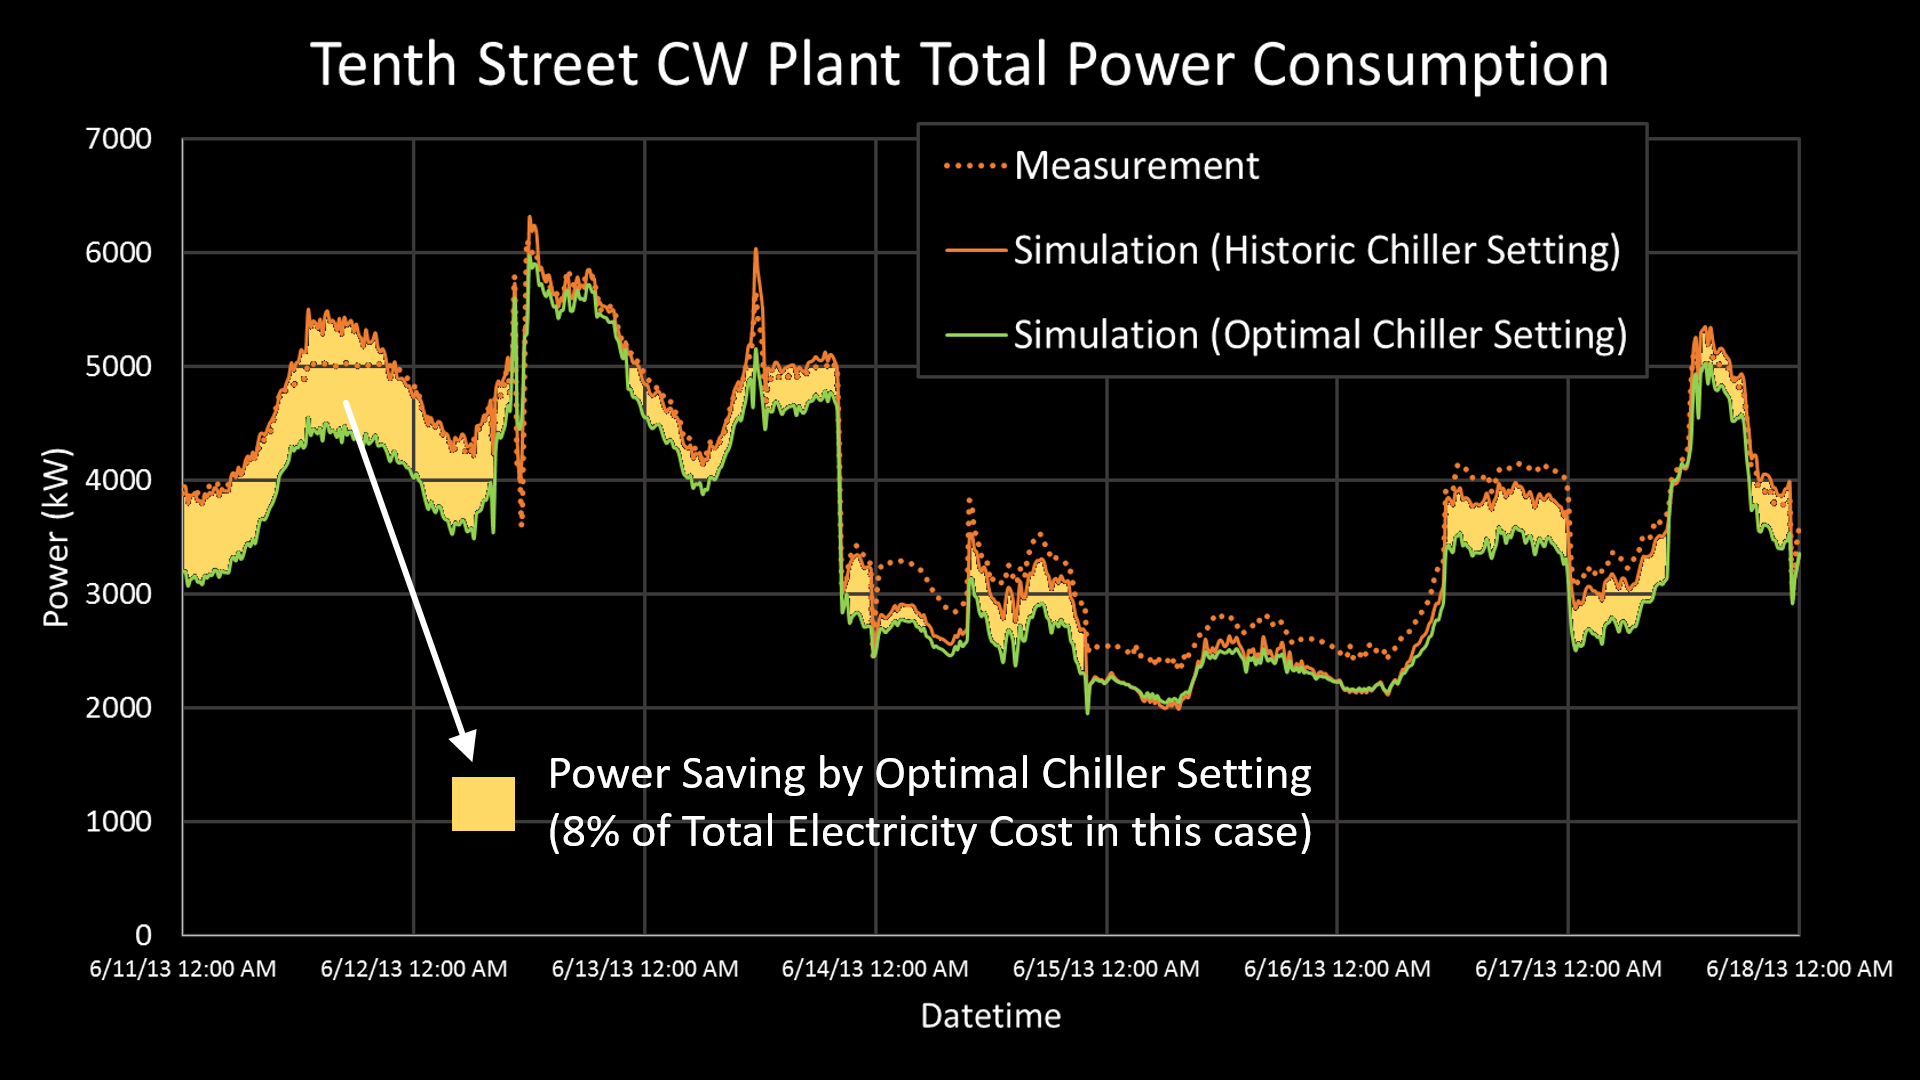 Tenth Street CW Plant Total Power Consumption
7000
6000
5000
4000
3000
2000
1000
0
Power (kW)
Measurement
Simulation (Historic Chiller Setting)
Simulation (Optimal Chiller Setting)
Power Saving by Optimal Chiller Setting
(8% of Total Electricity Cost in this case)
6/11/13 12:00 AM
6/12/13 12:00 AM
6/13/13 12:00 AM
6/14/13 12:00 AM
6/15/13 12:00 AM
6/16/13 12:00 AM
6/17/13 12:00 AM
6/18/13 12:00 AM
Datetime